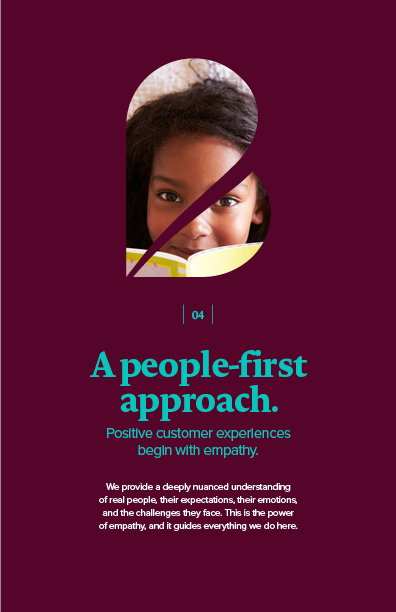 04
A people-first
approach.
Positive customer experiences
begin with empathy.
We provide a deeply nuanced understanding
of real people, their expectations, their emotions,
and the challenges they face. This is the power
of empathy, and it guides everything we do here.